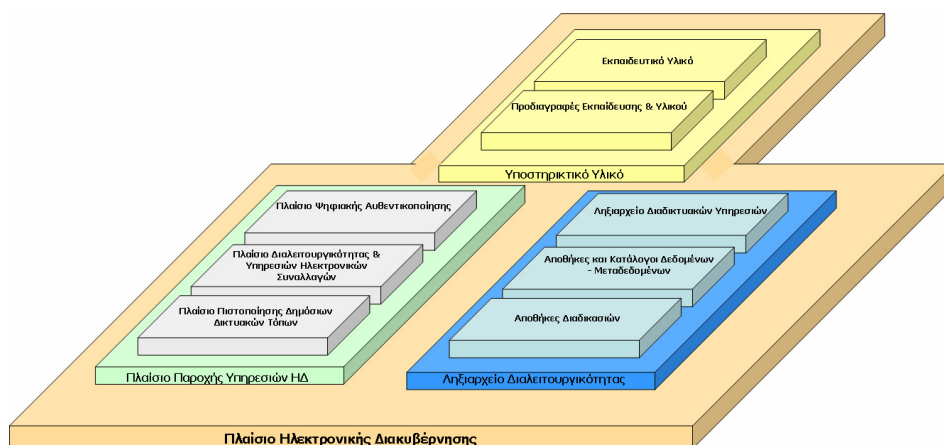 Εκπαιδευτικό Υλικό
Προδιαγραφές Εκπαίδευσης & Υλικού
Υποστηρικτικό Υλικό
Πλαίσιο Ψηφιακής Αυθεντικοποίησης
Πλαίσιο Διαλειτουργικότητας &
Υπηρεσιών Ηλεκτρονικών
Συναλλαγών
Πλαίσιο Πιστοποίησης Δημόσιων
Δικτυακών Τόπων
Πλαίσιο Παροχής Υπηρεσιών ΗΔ
Ληξιαρχείο Διαδικτυακών Υπηρεσιών
Αποθήκες και Κατάλογοι Δεδομένων
– Μεταδεδομένων
Αποθήκες Διαδικασιών
Ληξιαρχείο Διαλειτουργικότητας
Πλαίσιο Ηλεκτρονικής Διακυβέρνησης